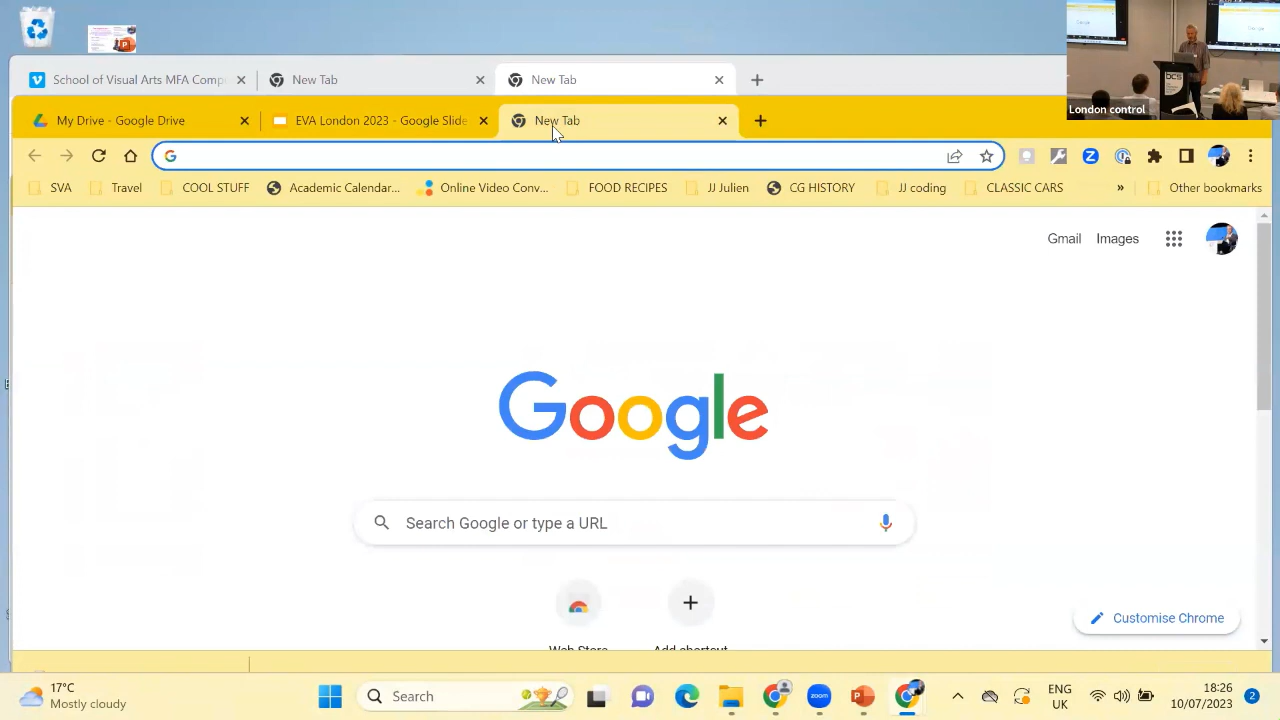 School of Visual Arts MFA Comp
New Tab
New Tab
My Drive - Google Drive
EVA London 2023 - Google Slide
New Tab
SVA
Travel
COOL STUFF
Academic Calendar...
Online Video Conv...
FOOD RECIPES
JJ Julien
CG HISTORY
JJ coding
CLASSIC CARS
»
Other bookmarks
London control
bcs
Gmail
Images
Google
Search Google or type a URL
Web Store
Add shortcut
Customise Chrome
17°C
Mostly cloudy
Search
zoom
ENG
UK
18:26
10/07/2023
2